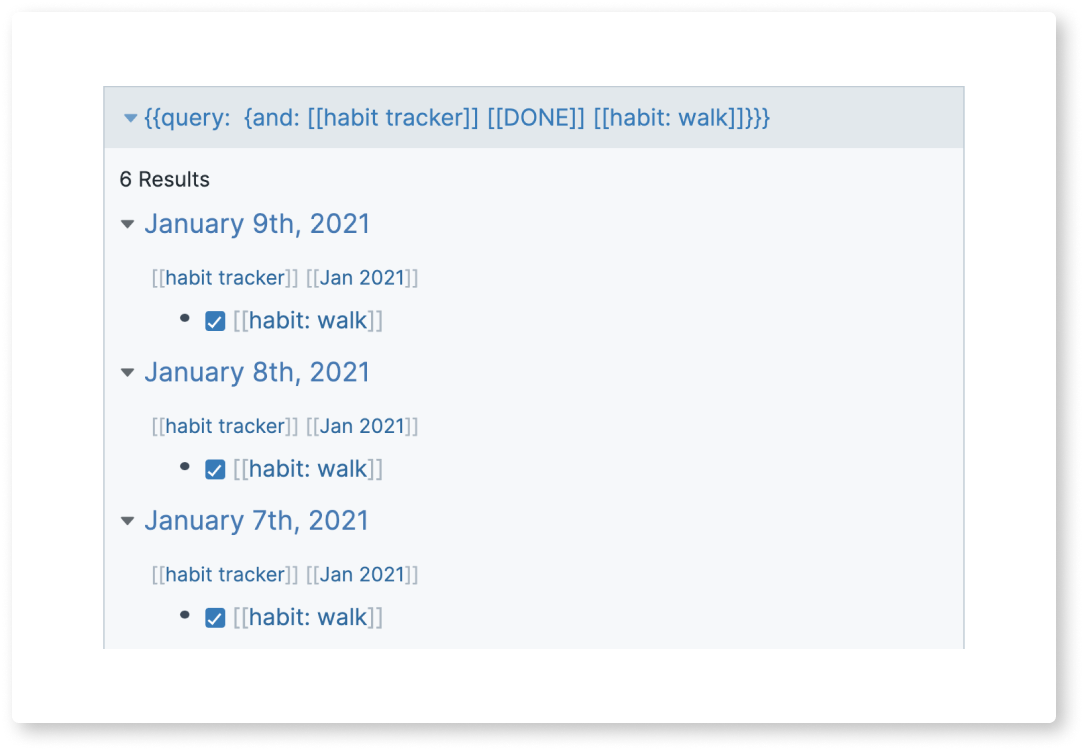 {{query:  {and: [[habit tracker]] [[DONE]] [[habit: walk]]}}}
6 Results
January 9th, 2021
[[habit tracker]] [[Jan 2021]]
[[habit: walk]]
January 8th, 2021
[[habit tracker]] [[Jan 2021]]
[[habit: walk]]
January 7th, 2021
[[habit tracker]] [[Jan 2021]]
[[habit: walk]]